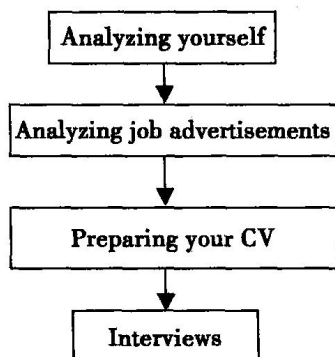 Analyzing yourself
Analyzing job advertisements
Preparing your CV
Interviews